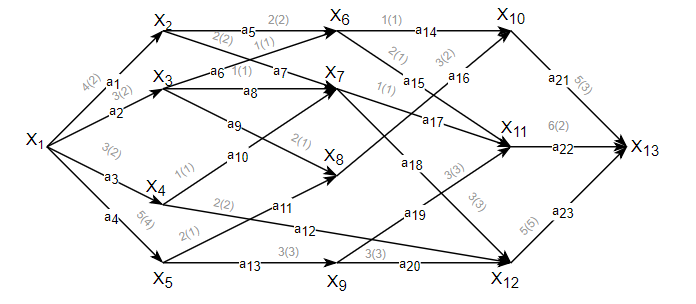 X10
X2
X6
2(2)
1(1)
a5
a14
2(2)
1(1)
2(1)
3(2)
4(2)
a1
X3
a6
1(1)
a7
X7
a15
a16
a21
5(3)
3(2)
a2
a8
1(1)
a17
X11
6(2)
X1
a9
2(1)
a22
X13
3(2)
a10
X8
a18
a3
1(1)
3(3)
X4
a4
5(4)
2(2)
a11
a19
3(3)
a23
2(1)
a12
5(5)
3(3)
3(3)
a13
a20
X5
X9
X12